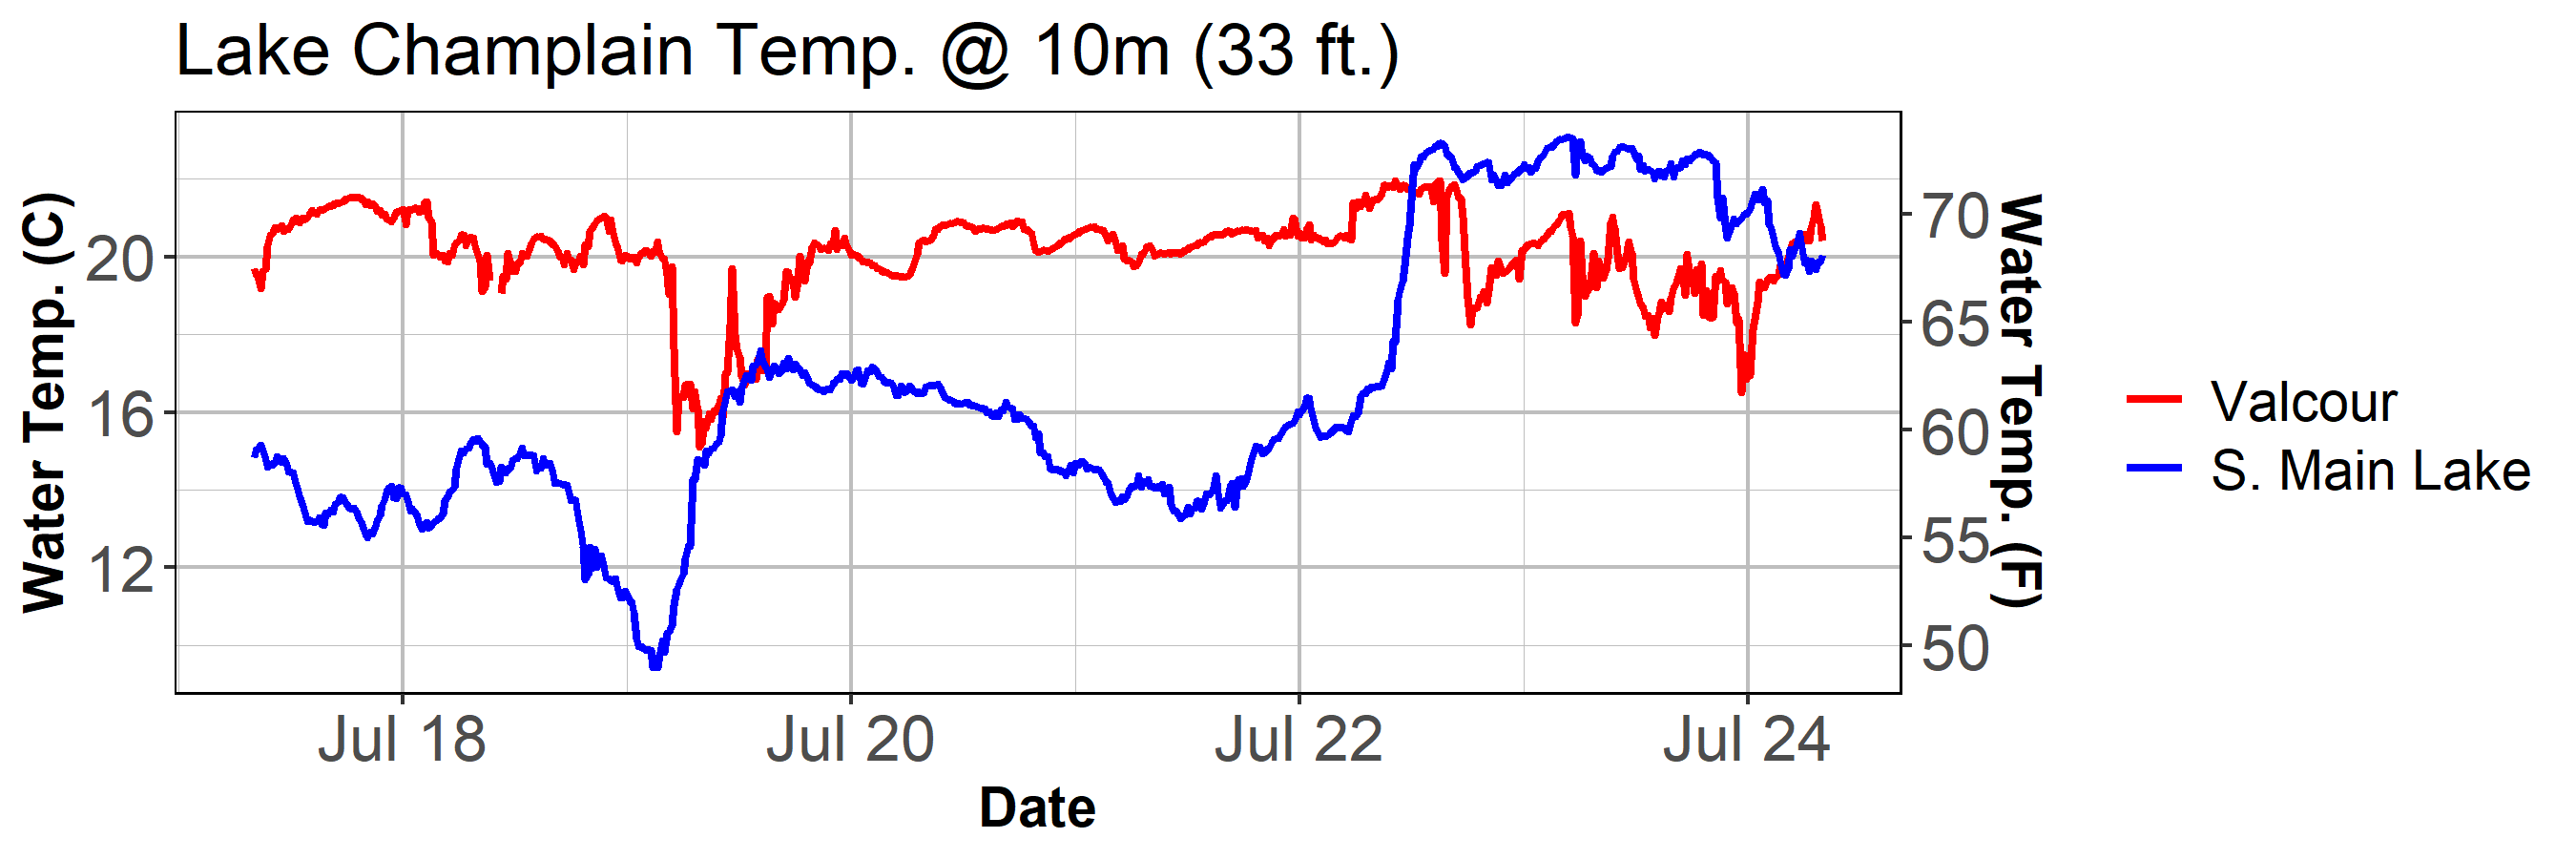 Lake Champlain Temp. @ 10m (33 ft.)
Water Temp. (C)
20
16
12
70
65
60
55
50
Water Temp. (F)
Valcour
S. Main Lake
Jul 18
Jul 20
Jul 22
Jul 24
Date